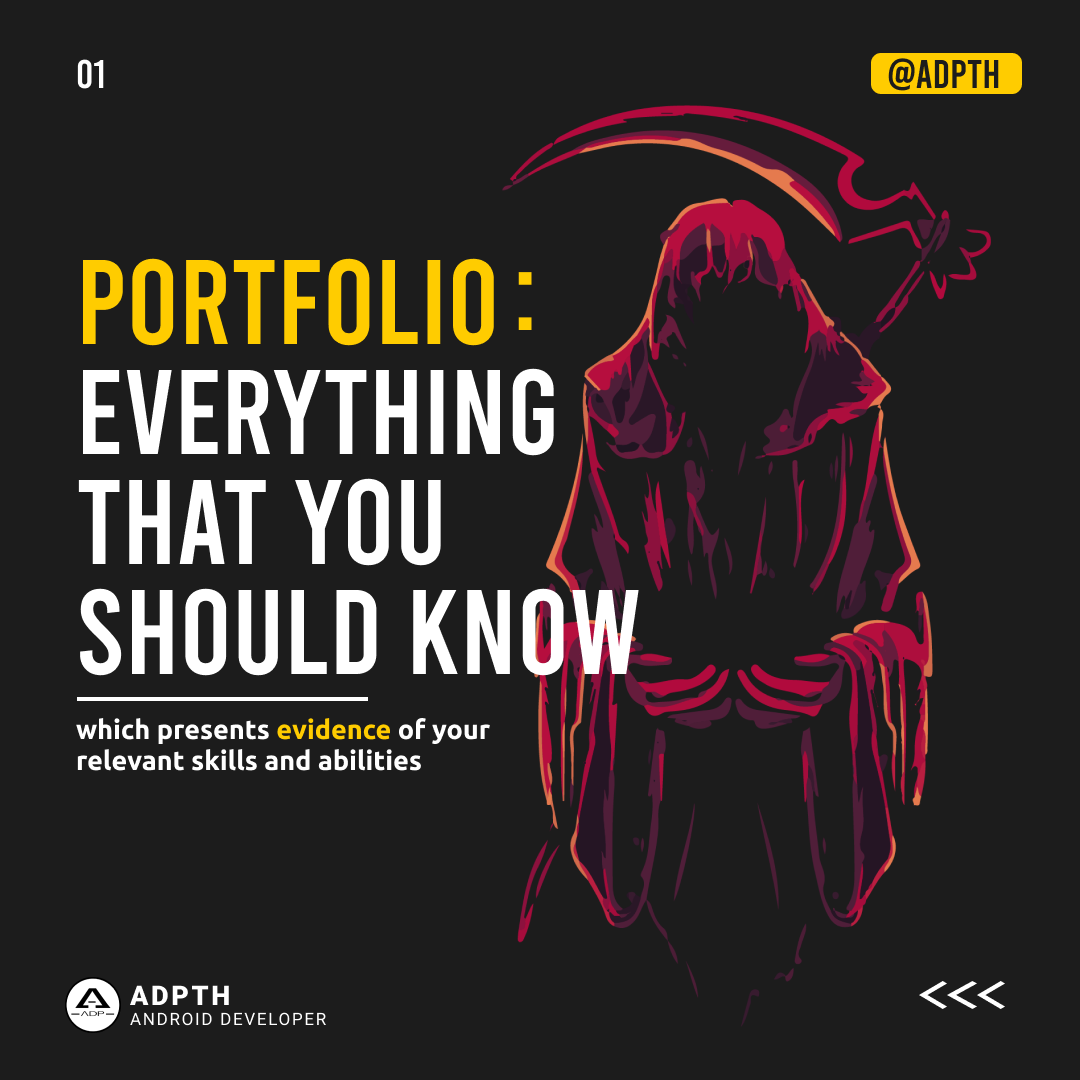 01
@ADPTH
PORTFOLIO:
EVERYTHING
THAT YOU
SHOULD KNOW
which presents evidence of your
relevant skills and abilities
ADP
ADPTH
ANDROID DEVELOPER